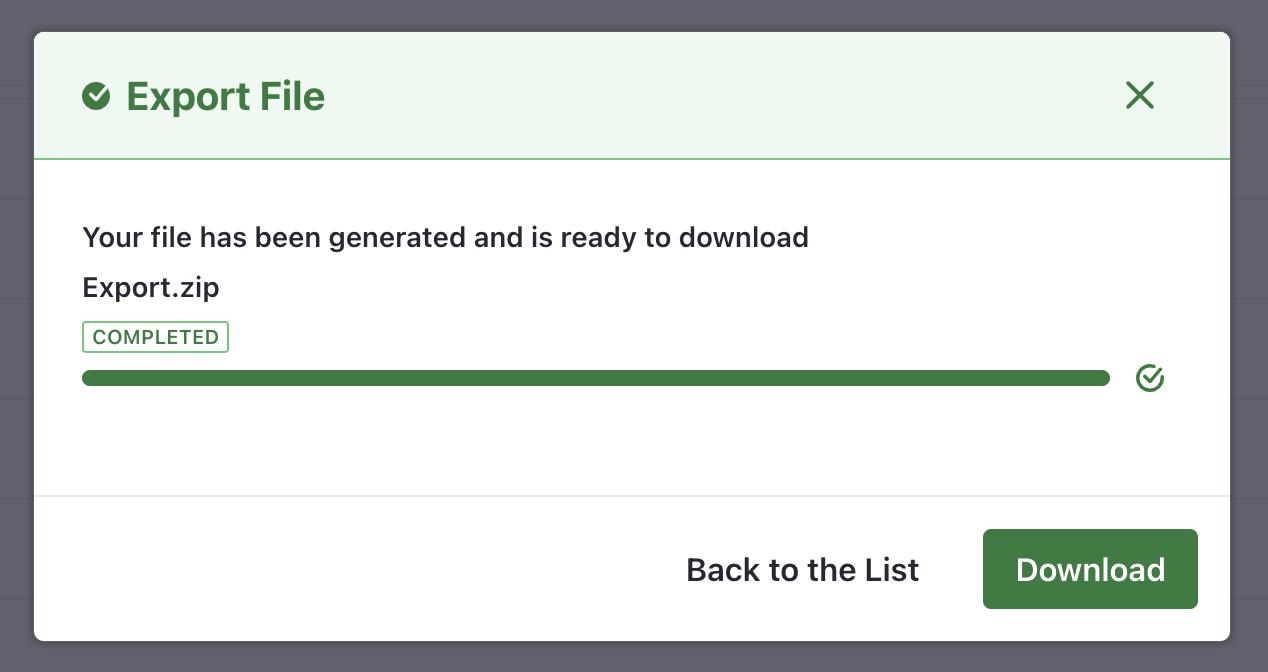 Export File
Your file has been generated and is ready to download
Export.zip
COMPLETED
Back to the List
Download